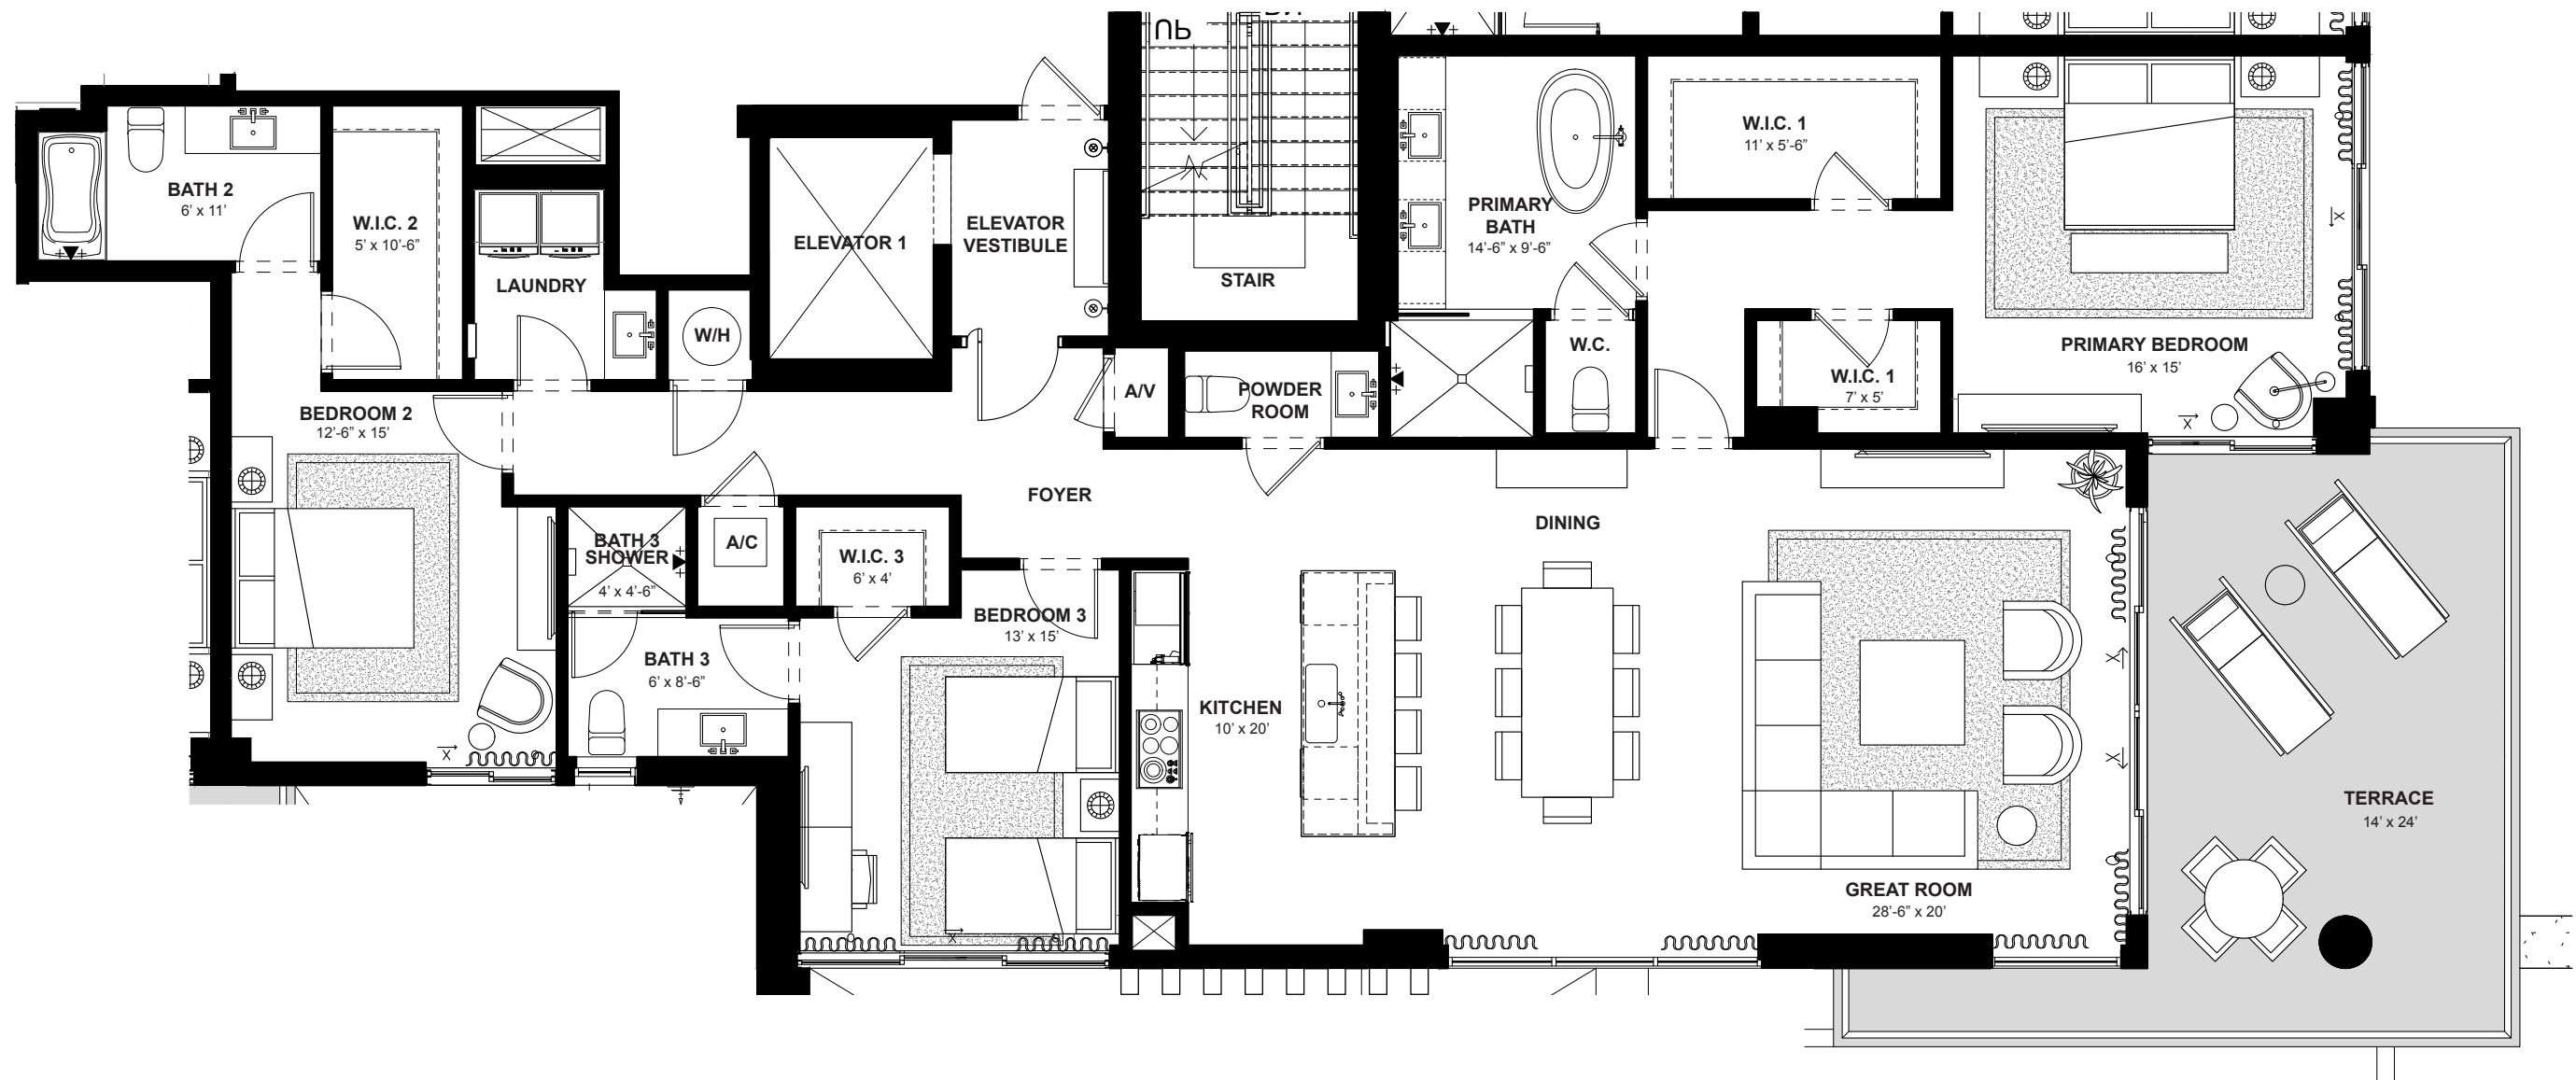 UP
BATH 2
6' x 11'
W.I.C. 2
5' x 10'-6"
LAUNDRY
W/H
ELEVATOR 1
ELEVATOR
VESTIBULE
STAIR
PRIMARY
BATH
14'-6" x 9'-6"
W.I.C. 1
11' x 5'-6"
W.C.
W.I.C. 1
7' x 5'
PRIMARY BEDROOM
16' x 15'
X
X
A/V
POWDER
ROOM
BEDROOM 2
12'-6" x 15'
X
BATH 3
SHOWER
4' x 4'-6"
A/C
W.I.C. 3
6' x 4'
FOYER
BATH 3
6' x 8'-6"
BEDROOM 3
13' x 15'
X
KITCHEN
10' x 20'
DINING
GREAT ROOM
28'-6" x 20'
X
X
TERRACE
14' x 24'